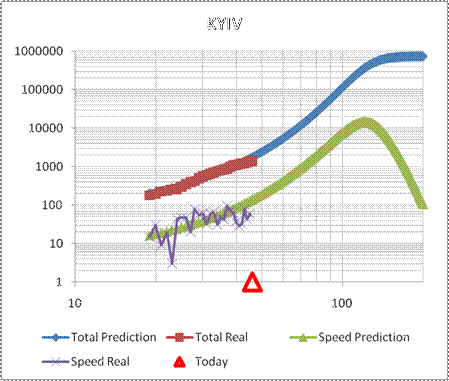 KYIV
1000000
100000
10000
1000
100
10
1
10
100
Total Prediction
Total Real
Speed Prediction
Speed Real
Today